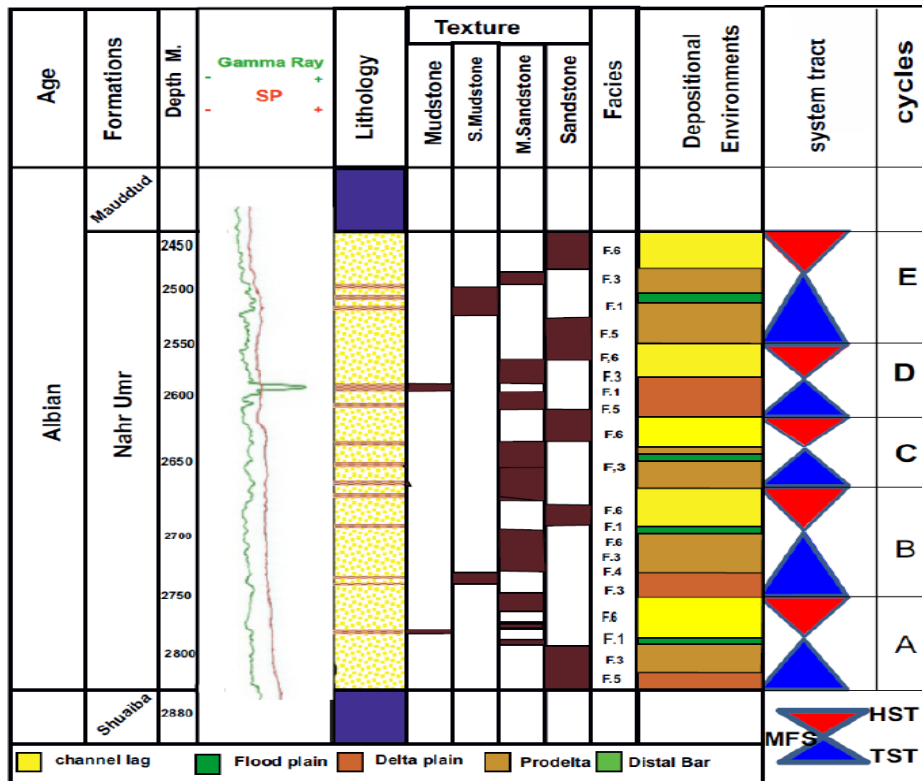 Age
Formations
Depth M.
Gamma Ray
- +
SP
- +
Lithology
Texture
Mudstone
S.Mudstone
M.Sandstone
Sandstone
Facies
Depositional
Environments
system tract
cycles
Albian
Mauddud
Nahr Umr
Shuaiba
2450
2500
2550
2600
2650
2700
2750
2800
2880
F.6
F.3
F.1
F.5
F,6
F.3
F.1
F.5
F.6
F,3
F.6
F.1
F.6
F.3
F.4
F.3
F.6
F.1
F.3
F.5
E
D
C
B
A
HST
MFS
TST
channel lag
Flood plain
Delta plain
Prodelta
Distal Bar